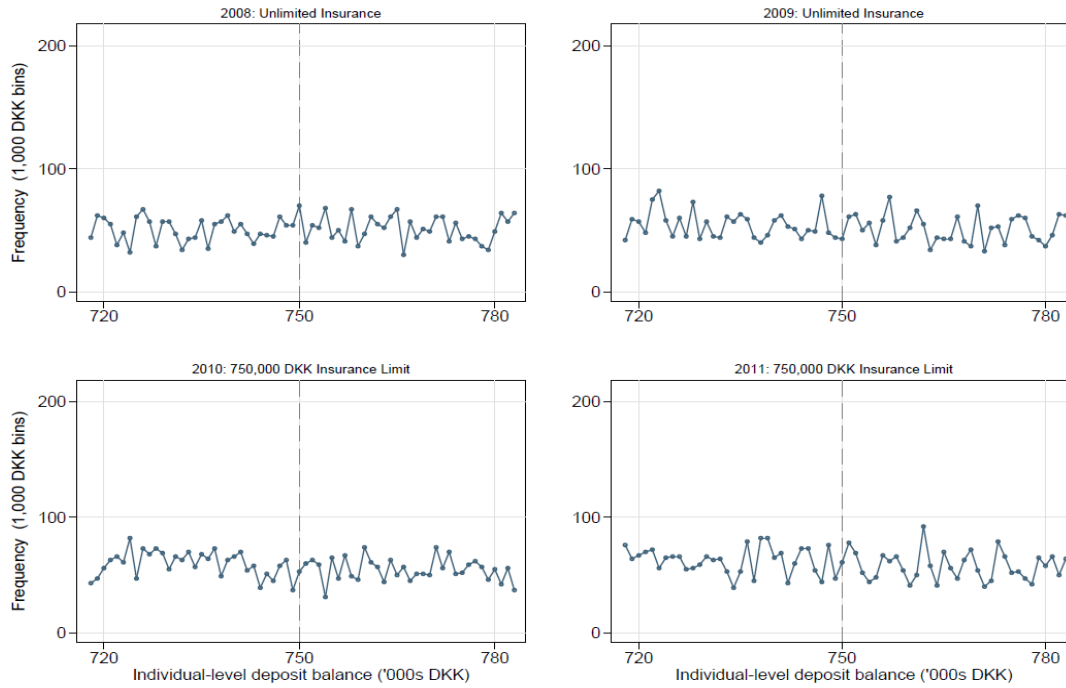 2008: Unlimited Insurance
200
100
0
720 750 780
Frequency (1,000 DKK bins)
2009: Unlimited Insurance
200
100
0
720 750 780
2010: 750,000 DKK Insurance Limit
200
100
0
720 750 780
Frequency (1,000 DKK bins)
Individual-level deposit balance ('000s DKK)
2011: 750,000 DKK Insurance Limit
200
100
0
720 750 780
Individual-level deposit balance ('000s DKK)